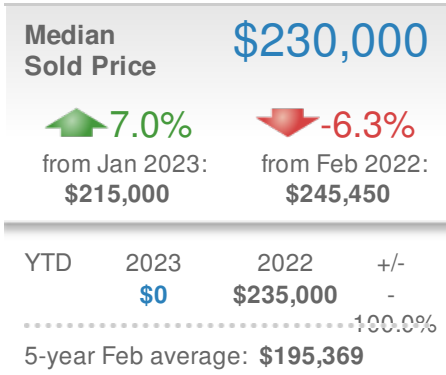 Median
Sold Price
$230,000
7.0%
-6.3%
from Jan 2023:
from Feb 2022:
$215,000
$245,450
YTD 2023 2022 +/-
$0 $235,000 -
100.0%
5-year Feb average: $195,369